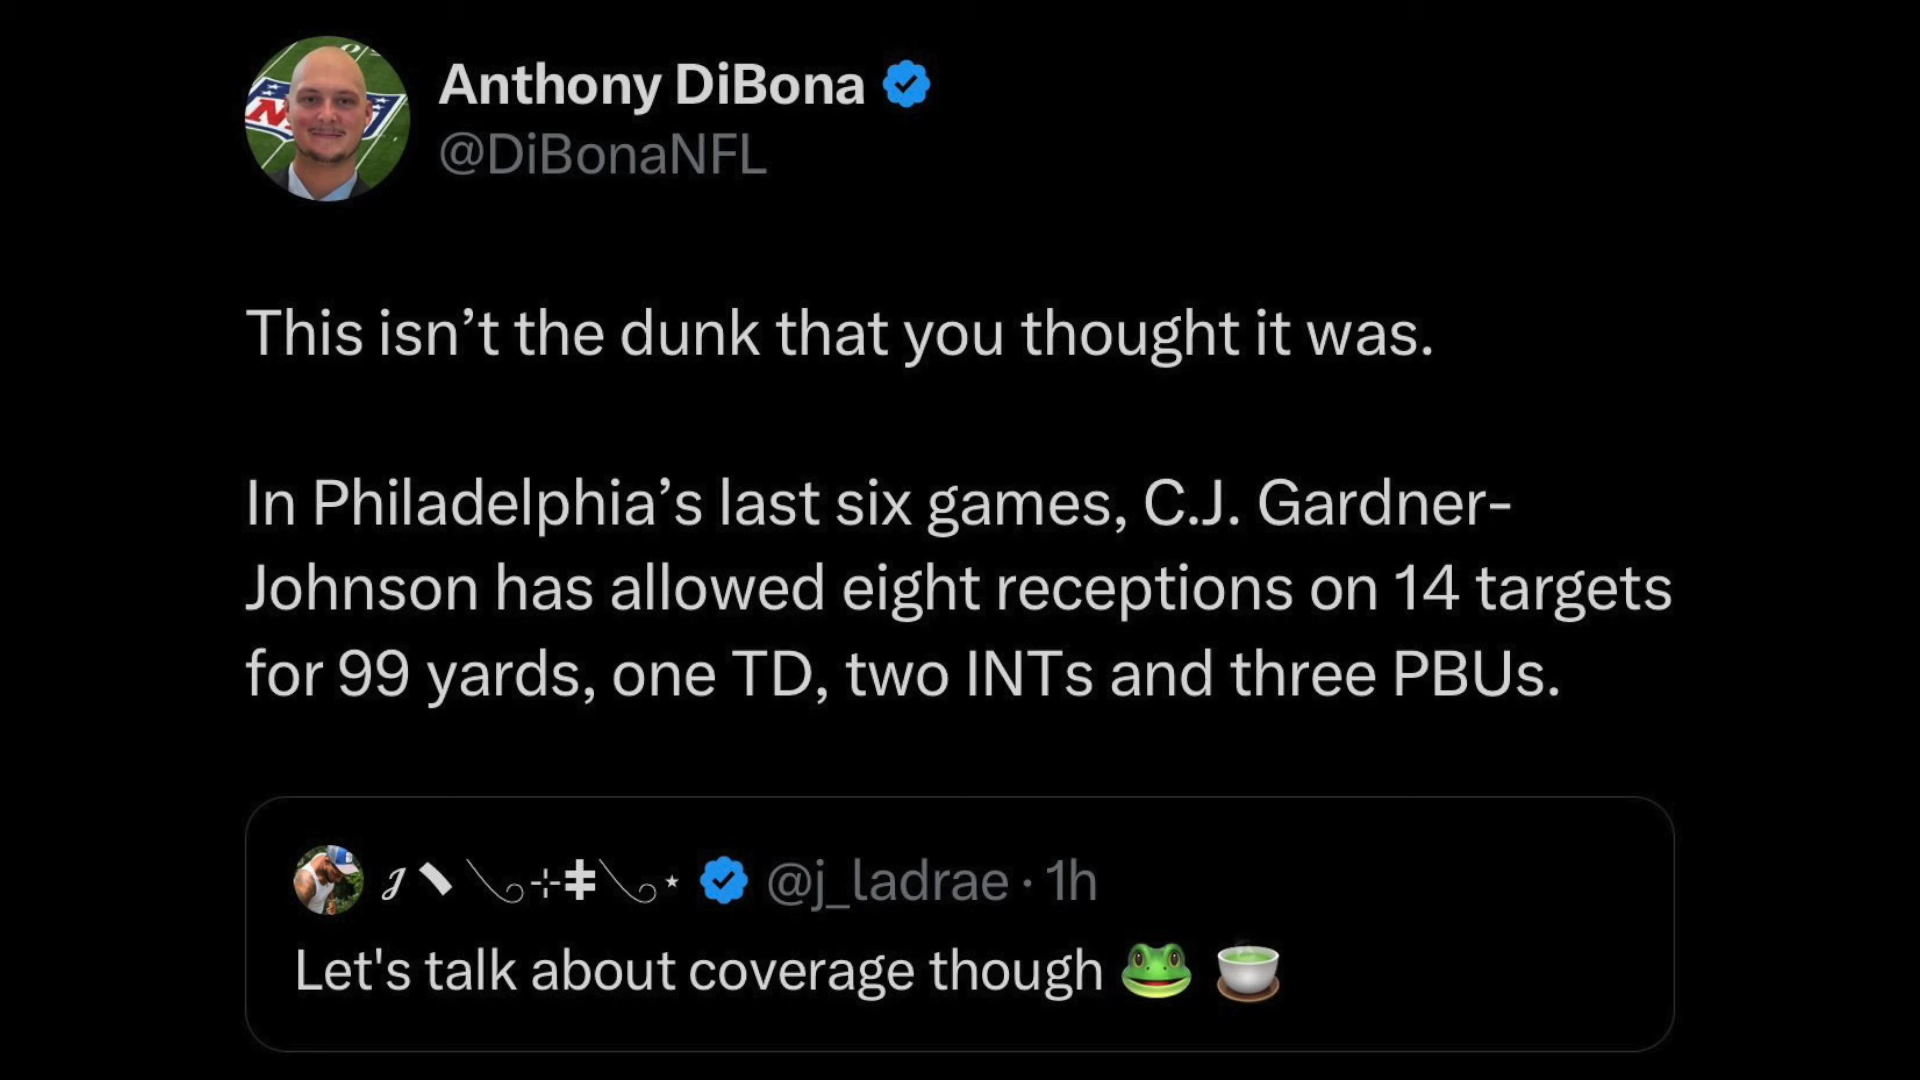 Anthony DiBona
@DiBonaNFL
This isn’t the dunk that you thought it was.
In Philadelphia’s last six games, C.J. Gardner-
Johnson has allowed eight receptions on 14 targets
for 99 yards, one TD, two INTs and three PBUs.
@j_ladrae · 1h
Let's talk about coverage though 🐸 🍵